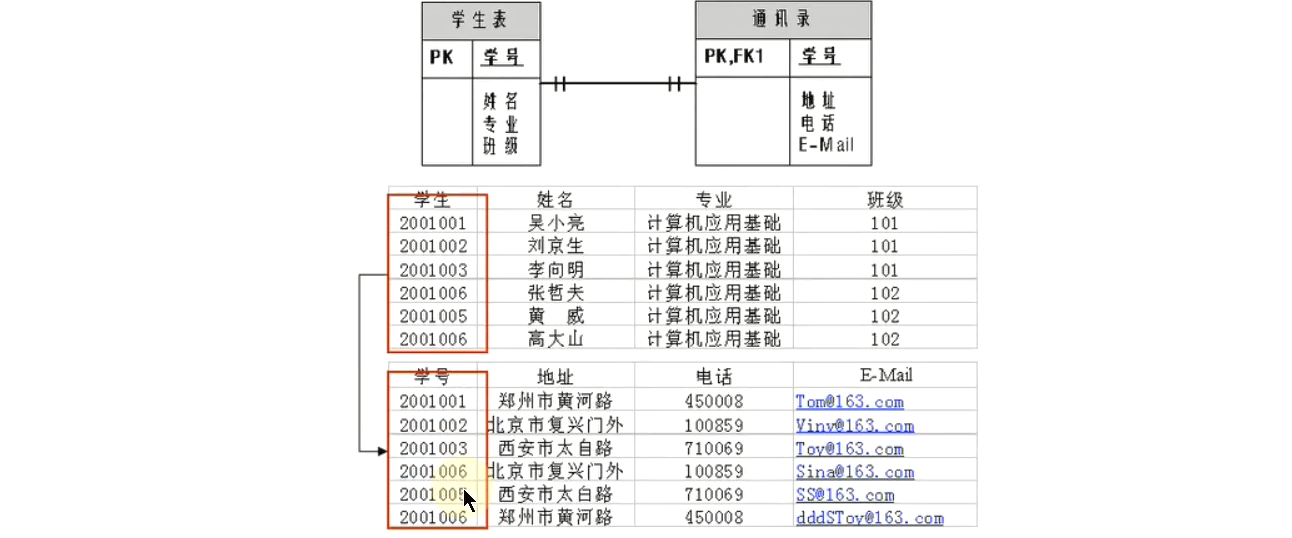 学生表 通讯录
PK 学号 PK,FK1 学号
姓名 地址
专业 电话
班级 E-Mail
学生 姓名 专业 班级
2001001 吴小亮 计算机应用基础 101
2001002 刘京生 计算机应用基础 101
2001003 李向明 计算机应用基础 101
2001006 张哲夫 计算机应用基础 102
2001005 黄 威 计算机应用基础 102
2001006 高大山 计算机应用基础 102
学号 地址 电话 E-Mail
2001001 郑州市黄河路 450008 Tom@163.com
2001002 北京市复兴门外 100859 Vinv@163.com
2001003 西安市太白路 710069 Toy@163.com
2001006 北京市复兴门外 100859 Sina@163.com
2001005 西安市太白路 710069 SS@163.com
2001006 郑州市黄河路 450008 dddSToy@163.com